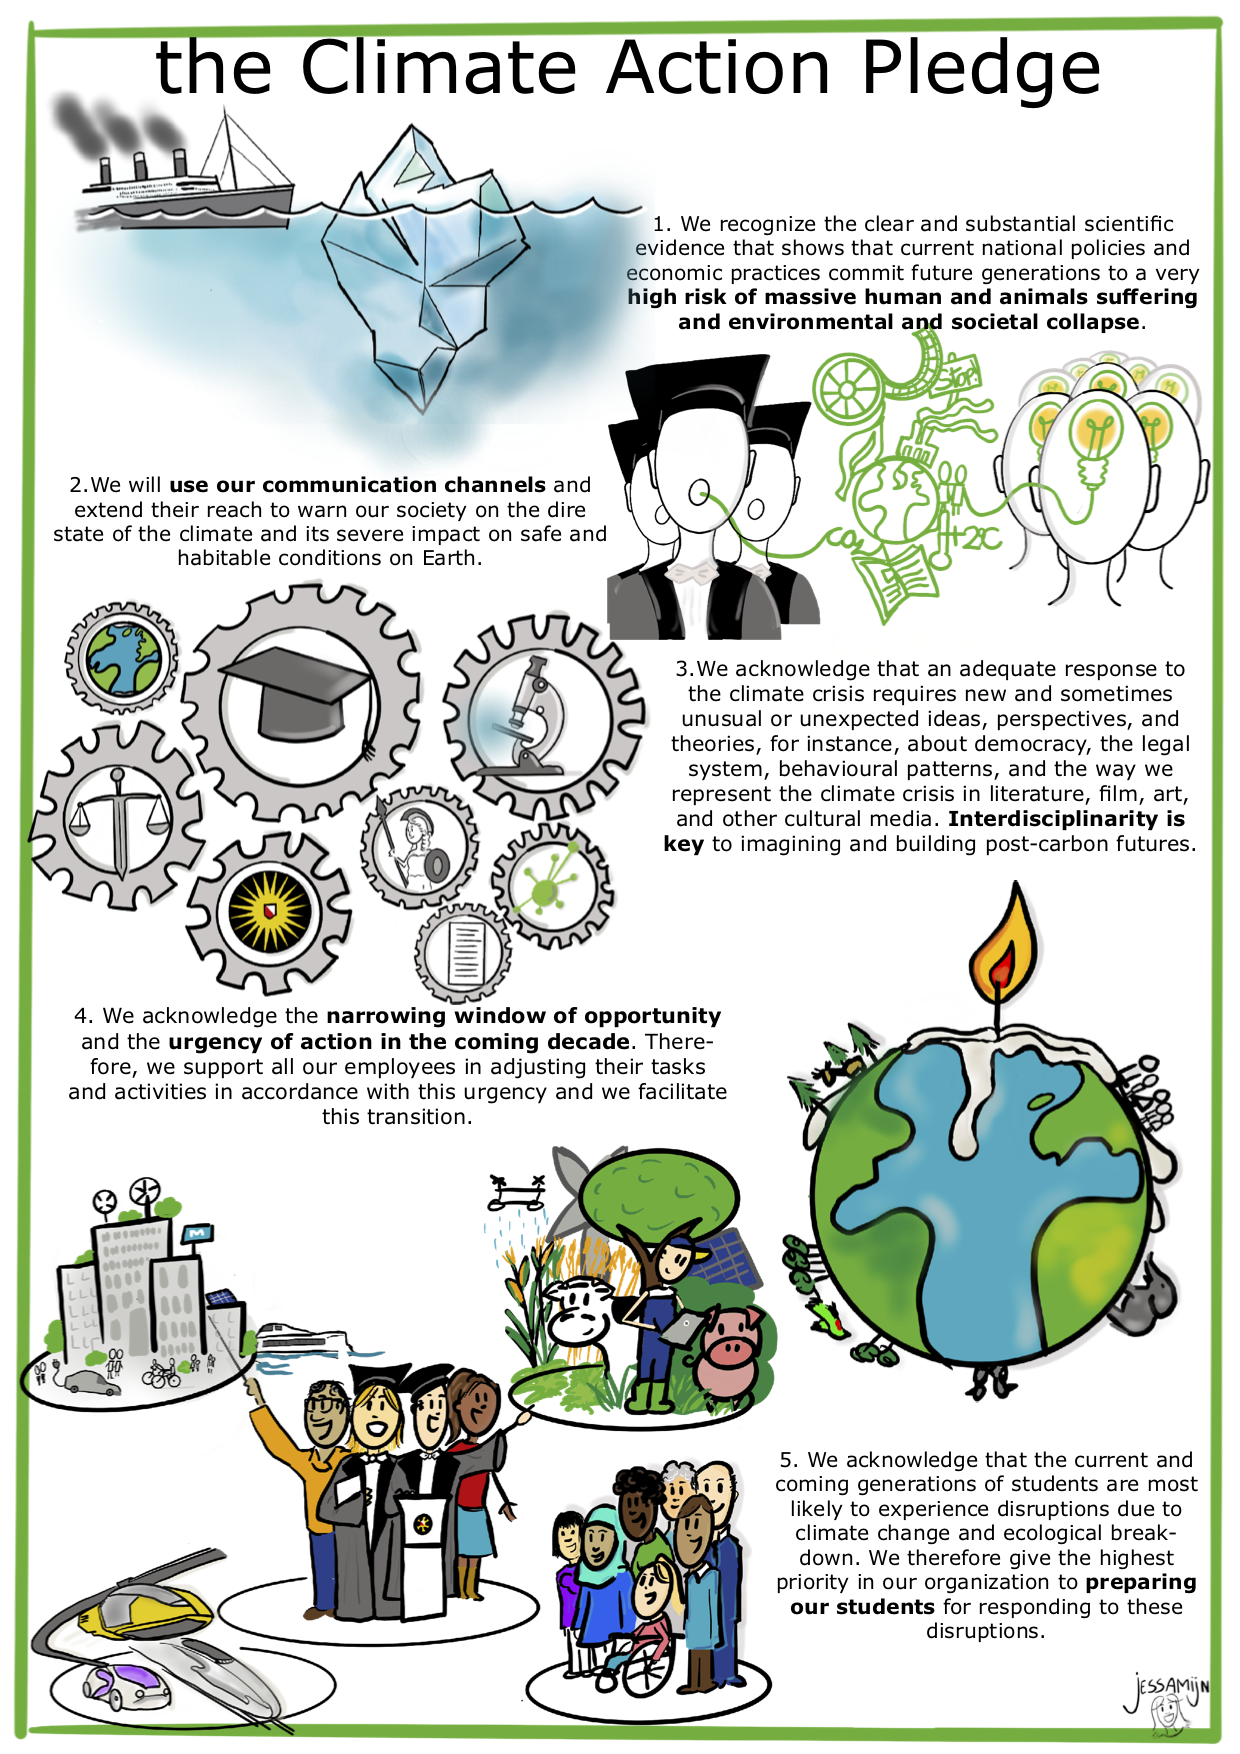 the Climate Action Pledge
1. We recognize the clear and substantial scientific
evidence that shows that current national policies and
economic practices commit future generations to a very
high risk of massive human and animals suffering
and environmental and societal collapse.
Stop!
CO₂
+2°C
2.We will use our communication channels and
extend their reach to warn our society on the dire
state of the climate and its severe impact on safe and
habitable conditions on Earth.
3.We acknowledge that an adequate response to
the climate crisis requires new and sometimes
unusual or unexpected ideas, perspectives, and
theories, for instance, about democracy, the legal
system, behavioural patterns, and the way we
represent the climate crisis in literature, film, art,
and other cultural media. Interdisciplinarity is
key to imagining and building post-carbon futures.
4. We acknowledge the narrowing window of opportunity
and the urgency of action in the coming decade. There-
fore, we support all our employees in adjusting their tasks
and activities in accordance with this urgency and we facilitate
this transition.
M
5. We acknowledge that the current and
coming generations of students are most
likely to experience disruptions due to
climate change and ecological break-
down. We therefore give the highest
priority in our organization to preparing
our students for responding to these
disruptions.
jESSAMijN